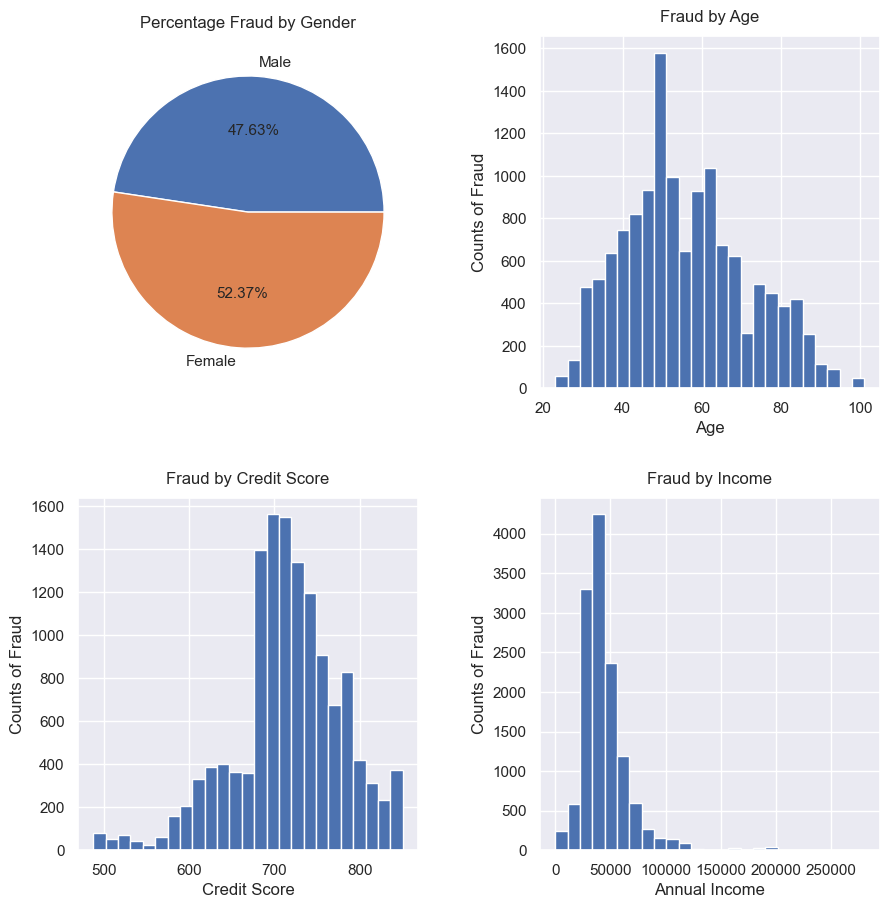 Percentage Fraud by Gender
Male
47.63%
52.37%
Female
Fraud by Age
Counts of Fraud
1600
1400
1200
1000
800
600
400
200
0
20 40 60 80 100
Age
Fraud by Credit Score
Counts of Fraud
1600
1400
1200
1000
800
600
400
200
0
500 600 700 800
Credit Score
Fraud by Income
Counts of Fraud
4000
3500
3000
2500
2000
1500
1000
500
0
0 50000 100000 150000 200000 250000
Annual Income